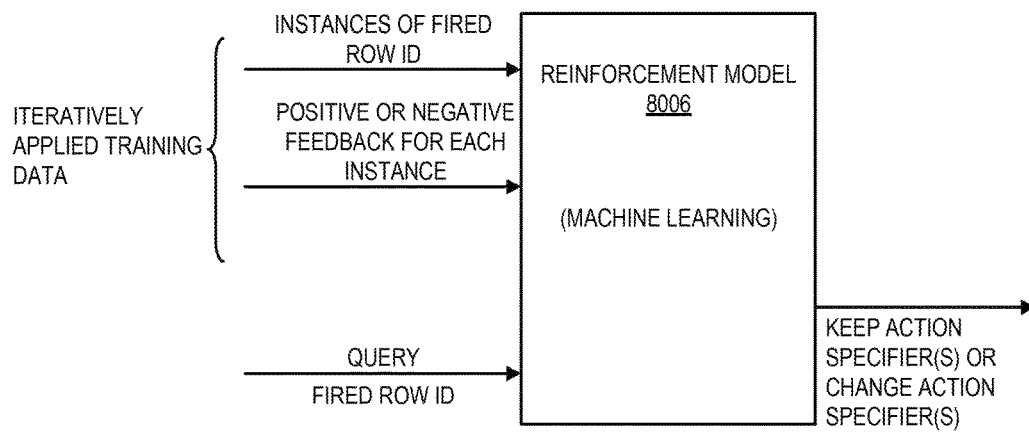 INSTANCES OF FIRED
ROW ID
ITERATIVELY
APPLIED TRAINING
DATA
POSITIVE OR NEGATIVE
FEEDBACK FOR EACH
INSTANCE
REINFORCEMENT MODEL
8006
(MACHINE LEARNING)
QUERY
FIRED ROW ID
KEEP ACTION
SPECIFIER(S) OR
CHANGE ACTION
SPECIFIER(S)